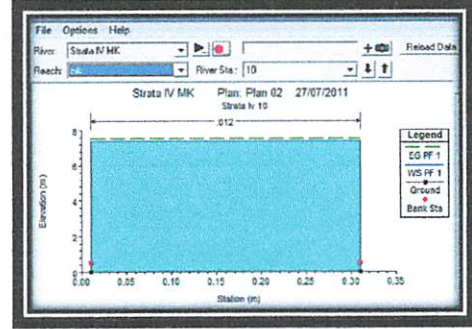 File Options Help
River: Strata IV MK Reload Data
Reach: River Sta.: 10
Strata IV MK Plan: Plan 02 27/07/2011
Strata Iv 10
.012
Legend
EG PF 1
WS PF 1
Ground
Bank Sta
Elevation (m)
8
6
4
2
0
0.00 0.05 0.10 0.15 0.20 0.25 0.30 0.35
Station (m)